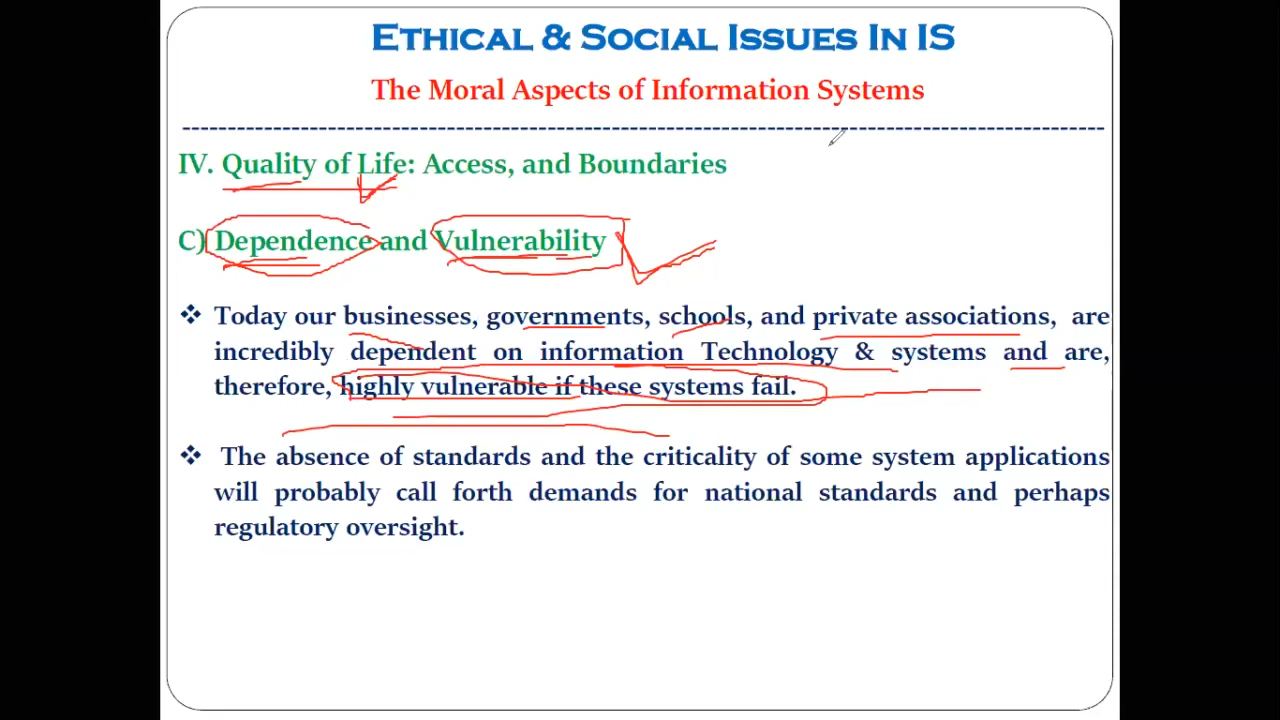 ETHICAL & SOCIAL ISSUES IN IS
The Moral Aspects of Information Systems
IV. Quality of Life: Access, and Boundaries
C) Dependence and Vulnerability
❖ Today our businesses, governments, schools, and private associations, are
incredibly dependent on information Technology & systems and are,
therefore, highly vulnerable if these systems fail.
❖ The absence of standards and the criticality of some system applications
will probably call forth demands for national standards and perhaps
regulatory oversight.